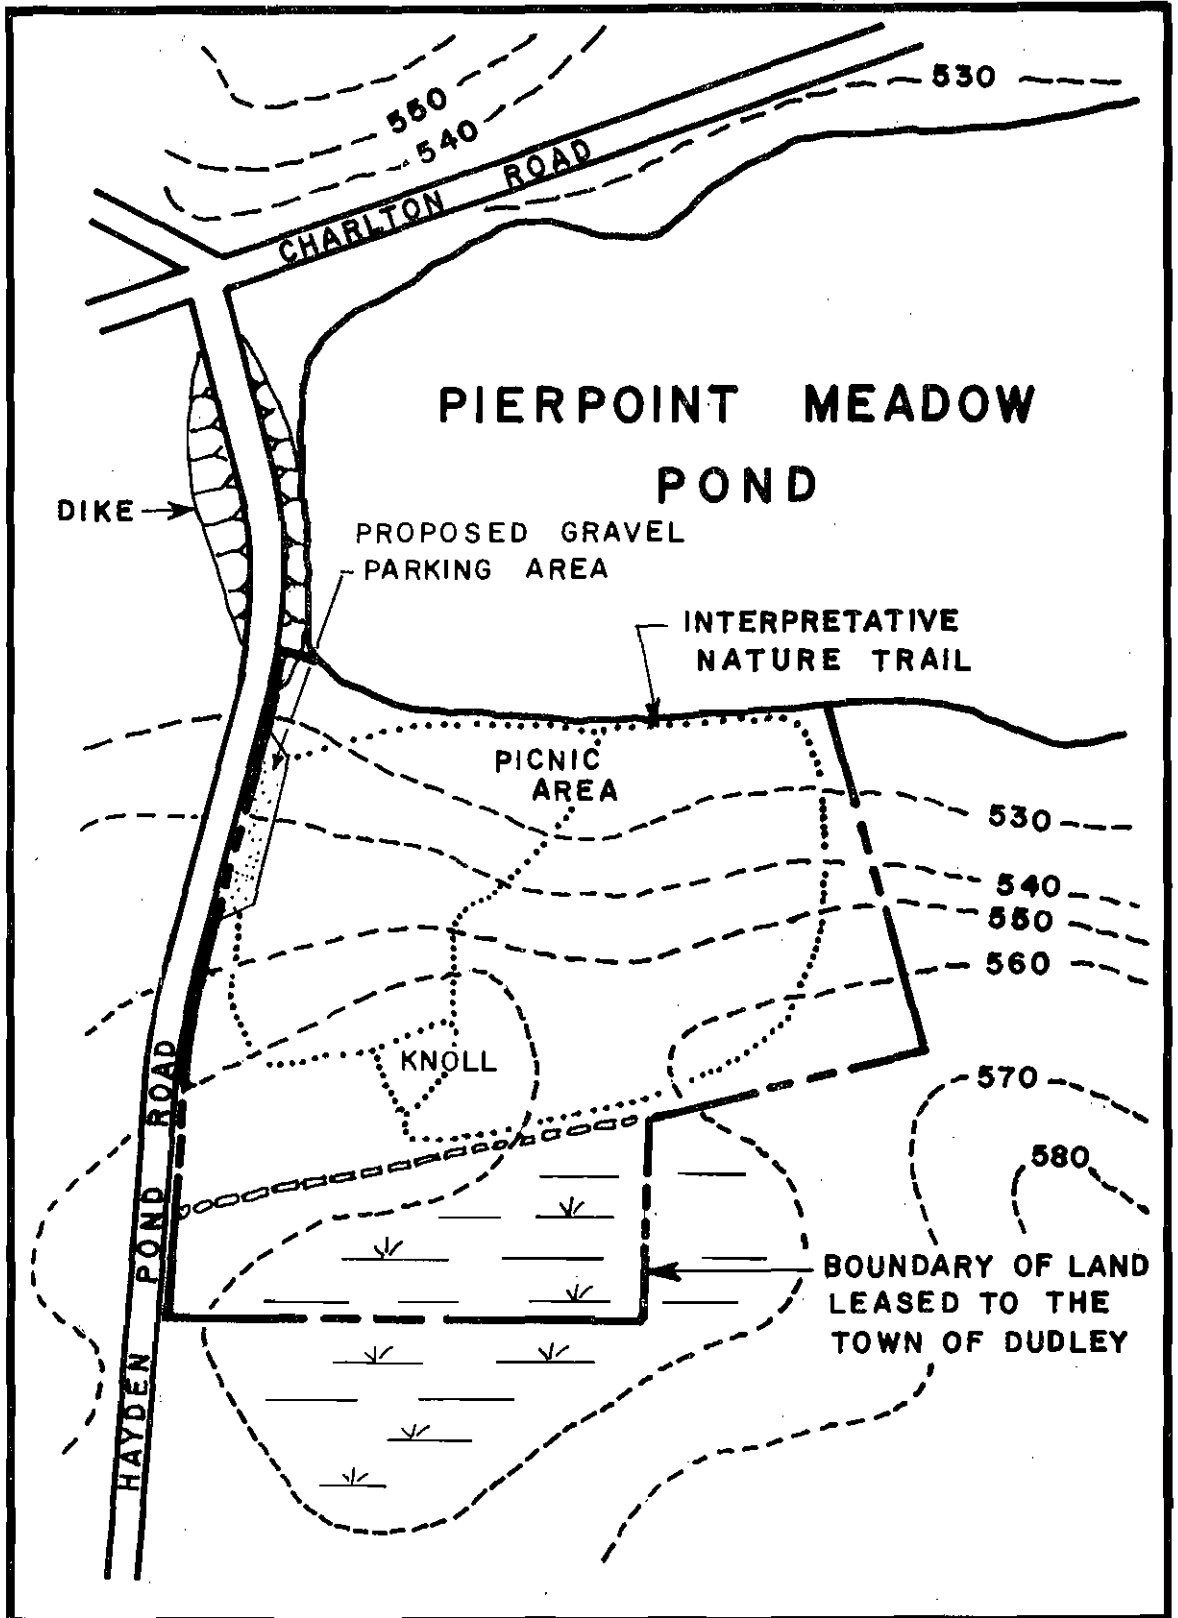 550
540
530
CHARLTON ROAD
PIERPOINT MEADOW
POND
DIKE
PROPOSED GRAVEL
PARKING AREA
INTERPRETATIVE
NATURE TRAIL
PICNIC
AREA
530
540
550
560
KNOLL
570
580
BOUNDARY OF LAND
LEASED TO THE
TOWN OF DUDLEY
HAYDEN POND ROAD